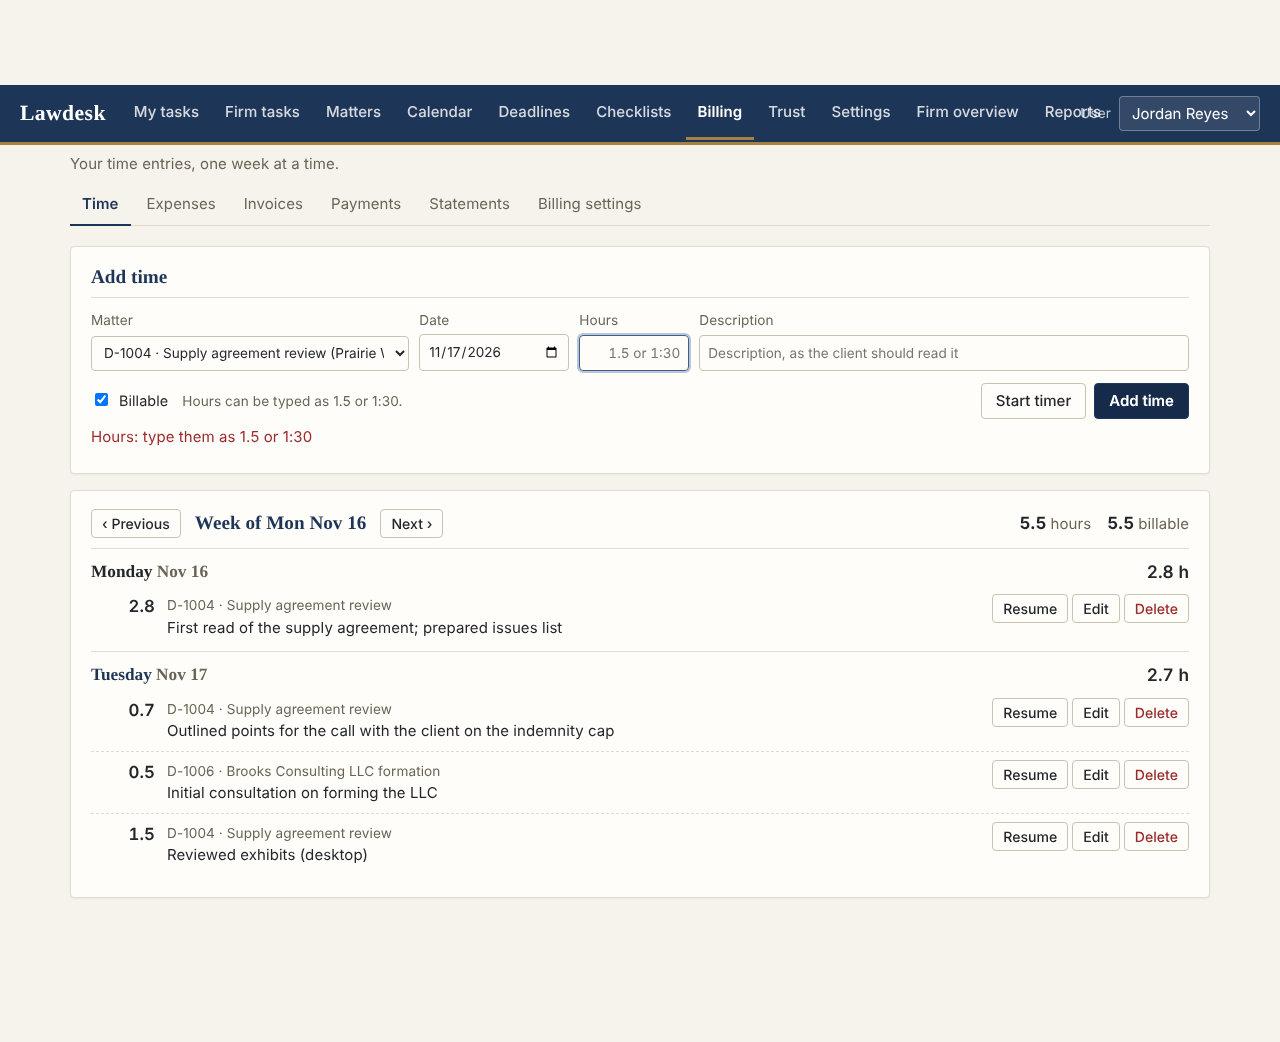 Lawdesk My tasks Firm tasks Matters Calendar Deadlines Checklists Billing Trust Settings Firm overview Reports User Jordan Reyes
Your time entries, one week at a time.
Time Expenses Invoices Payments Statements Billing settings
Add time
Matter Date Hours Description
D-1004 · Supply agreement review (Prairie 11/17/2026 1.5 or 1:30 Description, as the client should read it
Billable Hours can be typed as 1.5 or 1:30. Start timer Add time
Hours: type them as 1.5 or 1:30
‹ Previous Week of Mon Nov 16 Next › 5.5 hours 5.5 billable
Monday Nov 16 2.8 h
2.8 D-1004 · Supply agreement review Resume Edit Delete
First read of the supply agreement; prepared issues list
Tuesday Nov 17 2.7 h
0.7 D-1004 · Supply agreement review Resume Edit Delete
Outlined points for the call with the client on the indemnity cap
0.5 D-1006 · Brooks Consulting LLC formation Resume Edit Delete
Initial consultation on forming the LLC
1.5 D-1004 · Supply agreement review Resume Edit Delete
Reviewed exhibits (desktop)